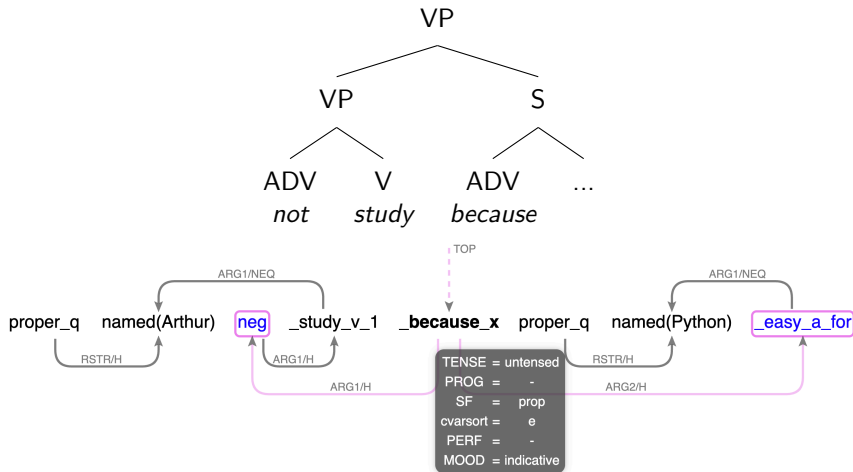 VP
VP S
ADV V ADV ...
not study because
TOP
ARG1/NEQ ARG1/NEQ
proper_q named(Arthur) neg _study_v_1 _because_x proper_q named(Python) _easy_a_for
RSTR/H ARG1/H RSTR/H
ARG1/H ARG2/H
TENSE = untensed
PROG = -
SF = prop
cvarsort = e
PERF = -
MOOD = indicative